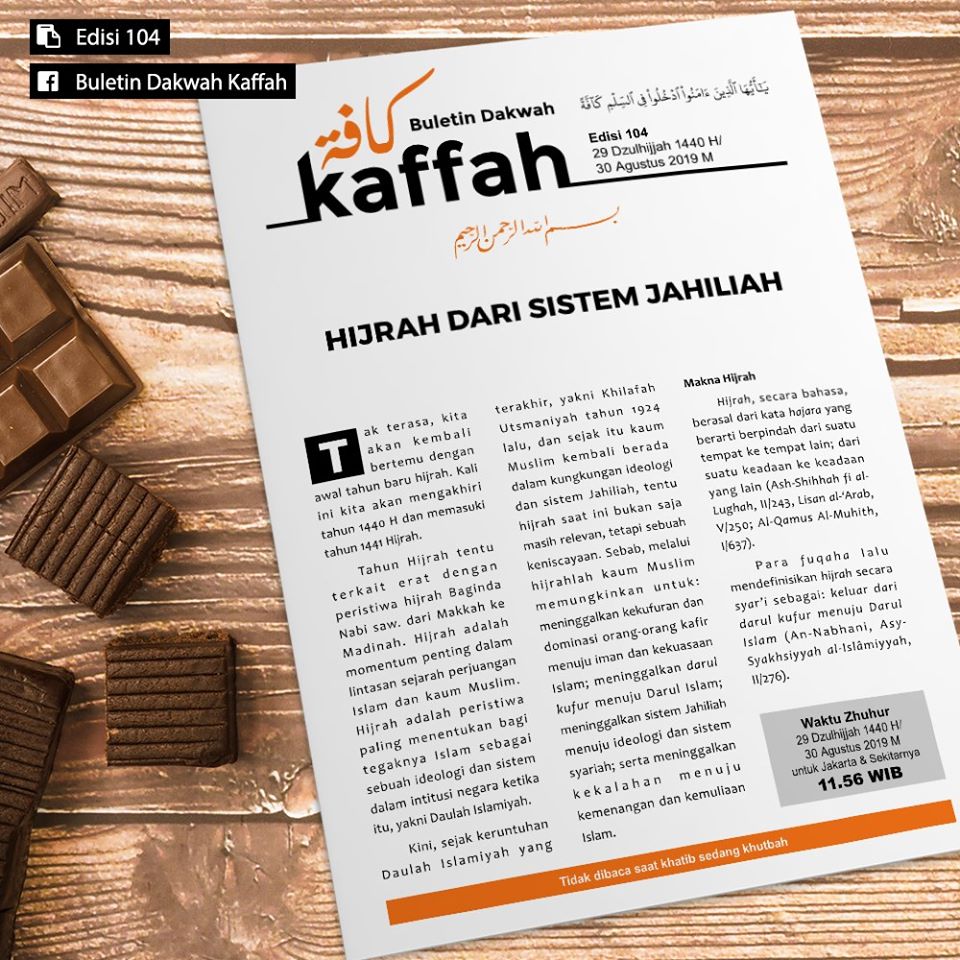 Edisi 104
Buletin Dakwah Kaffah
كافة
Buletin Dakwah
kaffah
يَٰٓأَيُّهَا ٱلَّذِينَ ءَامَنُوا۟ ٱدْخُلُوا۟ فِى ٱلسِّلْمِ كَآفَّةً
Edisi 104
29 Dzulhijjah 1440 H/
30 Agustus 2019 M
بسم الله الرحمن الرحيم
HIJRAH DARI SISTEM JAHILIAH
Tak terasa, kita
akan kembali
bertemu dengan
awal tahun baru hijrah. Kali
ini kita akan mengakhiri
tahun 1440 H dan memasuki
tahun 1441 Hijrah.
Tahun Hijrah tentu
terkait erat dengan
peristiwa hijrah Baginda
Nabi saw. dari Makkah ke
Madinah. Hijrah adalah
momentum penting dalam
lintasan sejarah perjuangan
Islam dan kaum Muslim.
Hijrah adalah peristiwa
paling menentukan bagi
tegaknya Islam sebagai
sebuah ideologi dan sistem
dalam intitusi negara ketika
itu, yakni Daulah Islamiyah.
Kini, sejak keruntuhan
Daulah Islamiyah yang
terakhir, yakni Khilafah
Utsmaniyah tahun 1924
lalu, dan sejak itu kaum
Muslim kembali berada
dalam kungkungan ideologi
dan sistem Jahiliah, tentu
hijrah saat ini bukan saja
masih relevan, tetapi sebuah
keniscayaan. Sebab, melalui
hijrahlah kaum Muslim
memungkinkan untuk:
meninggalkan kekufuran dan
dominasi orang-orang kafir
menuju iman dan kekuasaan
Islam; meninggalkan darul
kufur menuju Darul Islam;
meninggalkan sistem Jahiliah
menuju ideologi dan sistem
syariah; serta meninggalkan
kekalahan menuju
kemenangan dan kemuliaan
Islam.
Makna Hijrah
Hijrah, secara bahasa,
berasal dari kata hajara yang
berarti berpindah dari suatu
tempat ke tempat lain; dari
suatu keadaan ke keadaan
yang lain (Ash-Shihhah fi al-
Lughah, II/243, Lisan al-'Arab,
V/250; Al-Qamus Al-Muhith,
I/637).
Para fuqaha lalu
mendefinisikan hijrah secara
syar'i sebagai: keluar dari
darul kufur menuju Darul
Islam (An-Nabhani, Asy-
Syakhsiyyah al-Islâmiyyah,
II/276).
Waktu Zhuhur
29 Dzulhijjah 1440 H/
30 Agustus 2019 M
untuk Jakarta & Sekitarnya
11.56 WIB
Tidak dibaca saat khatib sedang khutbah